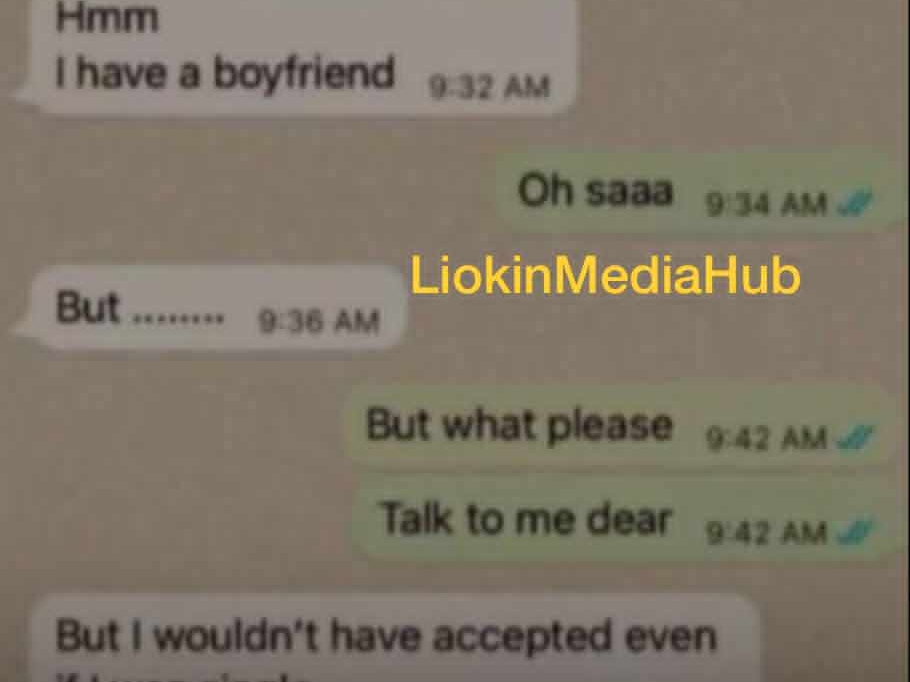 Hmm
I have a boyfriend 9:32 AM
Oh saaa 9:34 AM
LiokinMediaHub
But ........ 9:36 AM
But what please 9:42 AM
Talk to me dear 9:42 AM
But I wouldn't have accepted even